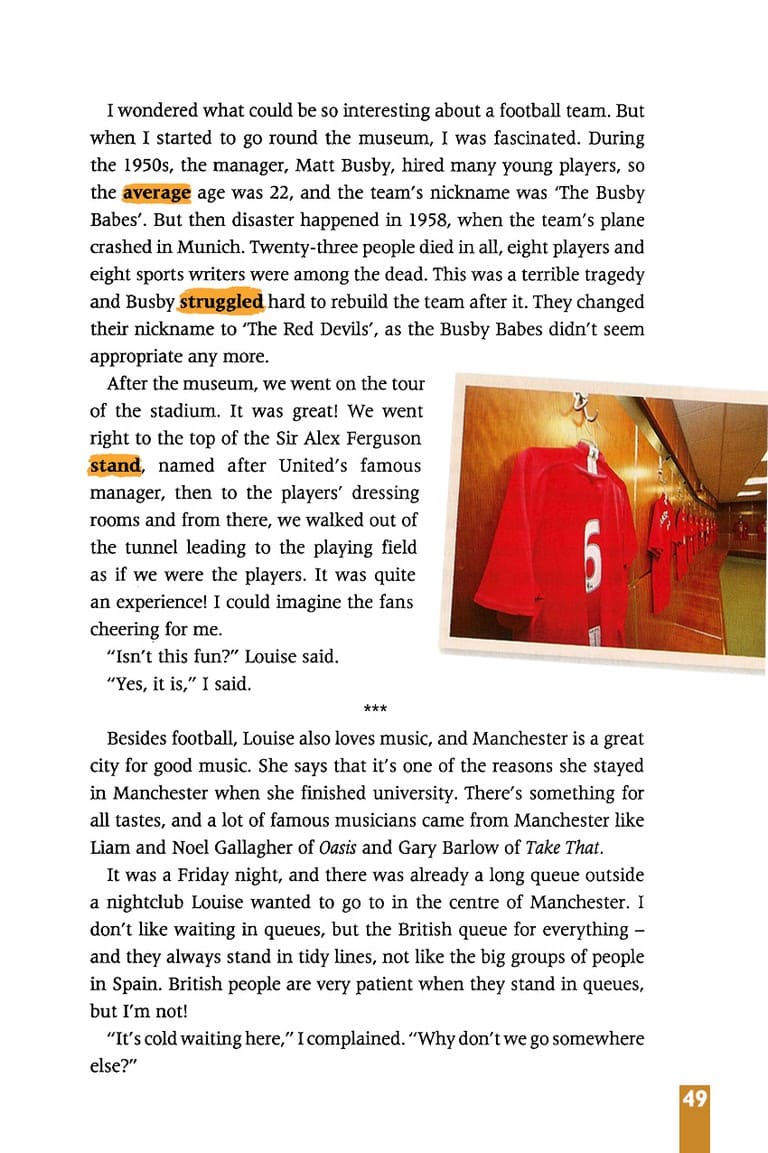 I wondered what could be so interesting about a football team. But
when I started to go round the museum, I was fascinated. During
the 1950s, the manager, Matt Busby, hired many young players, so
the average age was 22, and the team's nickname was 'The Busby
Babes'. But then disaster happened in 1958, when the team's plane
crashed in Munich. Twenty-three people died in all, eight players and
eight sports writers were among the dead. This was a terrible tragedy
and Busby struggled hard to rebuild the team after it. They changed
their nickname to 'The Red Devils', as the Busby Babes didn't seem
appropriate any more.
After the museum, we went on the tour
of the stadium. It was great! We went
right to the top of the Sir Alex Ferguson
stand, named after United's famous
manager, then to the players' dressing
rooms and from there, we walked out of
the tunnel leading to the playing field
as if we were the players. It was quite
an experience! I could imagine the fans
cheering for me.
"Isn't this fun?" Louise said.
"Yes, it is," I said.
6
***
Besides football, Louise also loves music, and Manchester is a great
city for good music. She says that it's one of the reasons she stayed
in Manchester when she finished university. There's something for
all tastes, and a lot of famous musicians came from Manchester like
Liam and Noel Gallagher of Oasis and Gary Barlow of Take That.
It was a Friday night, and there was already a long queue outside
a nightclub Louise wanted to go to in the centre of Manchester. I
don't like waiting in queues, but the British queue for everything –
and they always stand in tidy lines, not like the big groups of people
in Spain. British people are very patient when they stand in queues,
but I'm not!
"It's cold waiting here," I complained. "Why don't we go somewhere
else?"
49